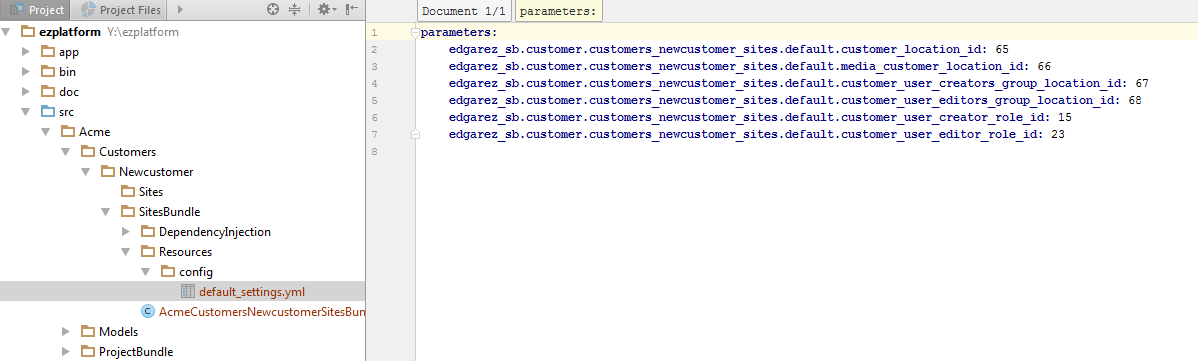 Project
Project Files
ezplatform Y:\ezplatform
app
bin
doc
src
Acme
Customers
Newcustomer
Sites
SitesBundle
DependencyInjection
Resources
config
default_settings.yml
AcmeCustomersNewcustomerSitesBun
Models
ProjectBundle
Document 1/1 parameters:
1 parameters:
2 edgarez_sb.customer.customers_newcustomer_sites.default.customer_location_id: 65
3 edgarez_sb.customer.customers_newcustomer_sites.default.media_customer_location_id: 66
4 edgarez_sb.customer.customers_newcustomer_sites.default.customer_user_creators_group_location_id: 67
5 edgarez_sb.customer.customers_newcustomer_sites.default.customer_user_editors_group_location_id: 68
6 edgarez_sb.customer.customers_newcustomer_sites.default.customer_user_creator_role_id: 15
7 edgarez_sb.customer.customers_newcustomer_sites.default.customer_user_editor_role_id: 23
8